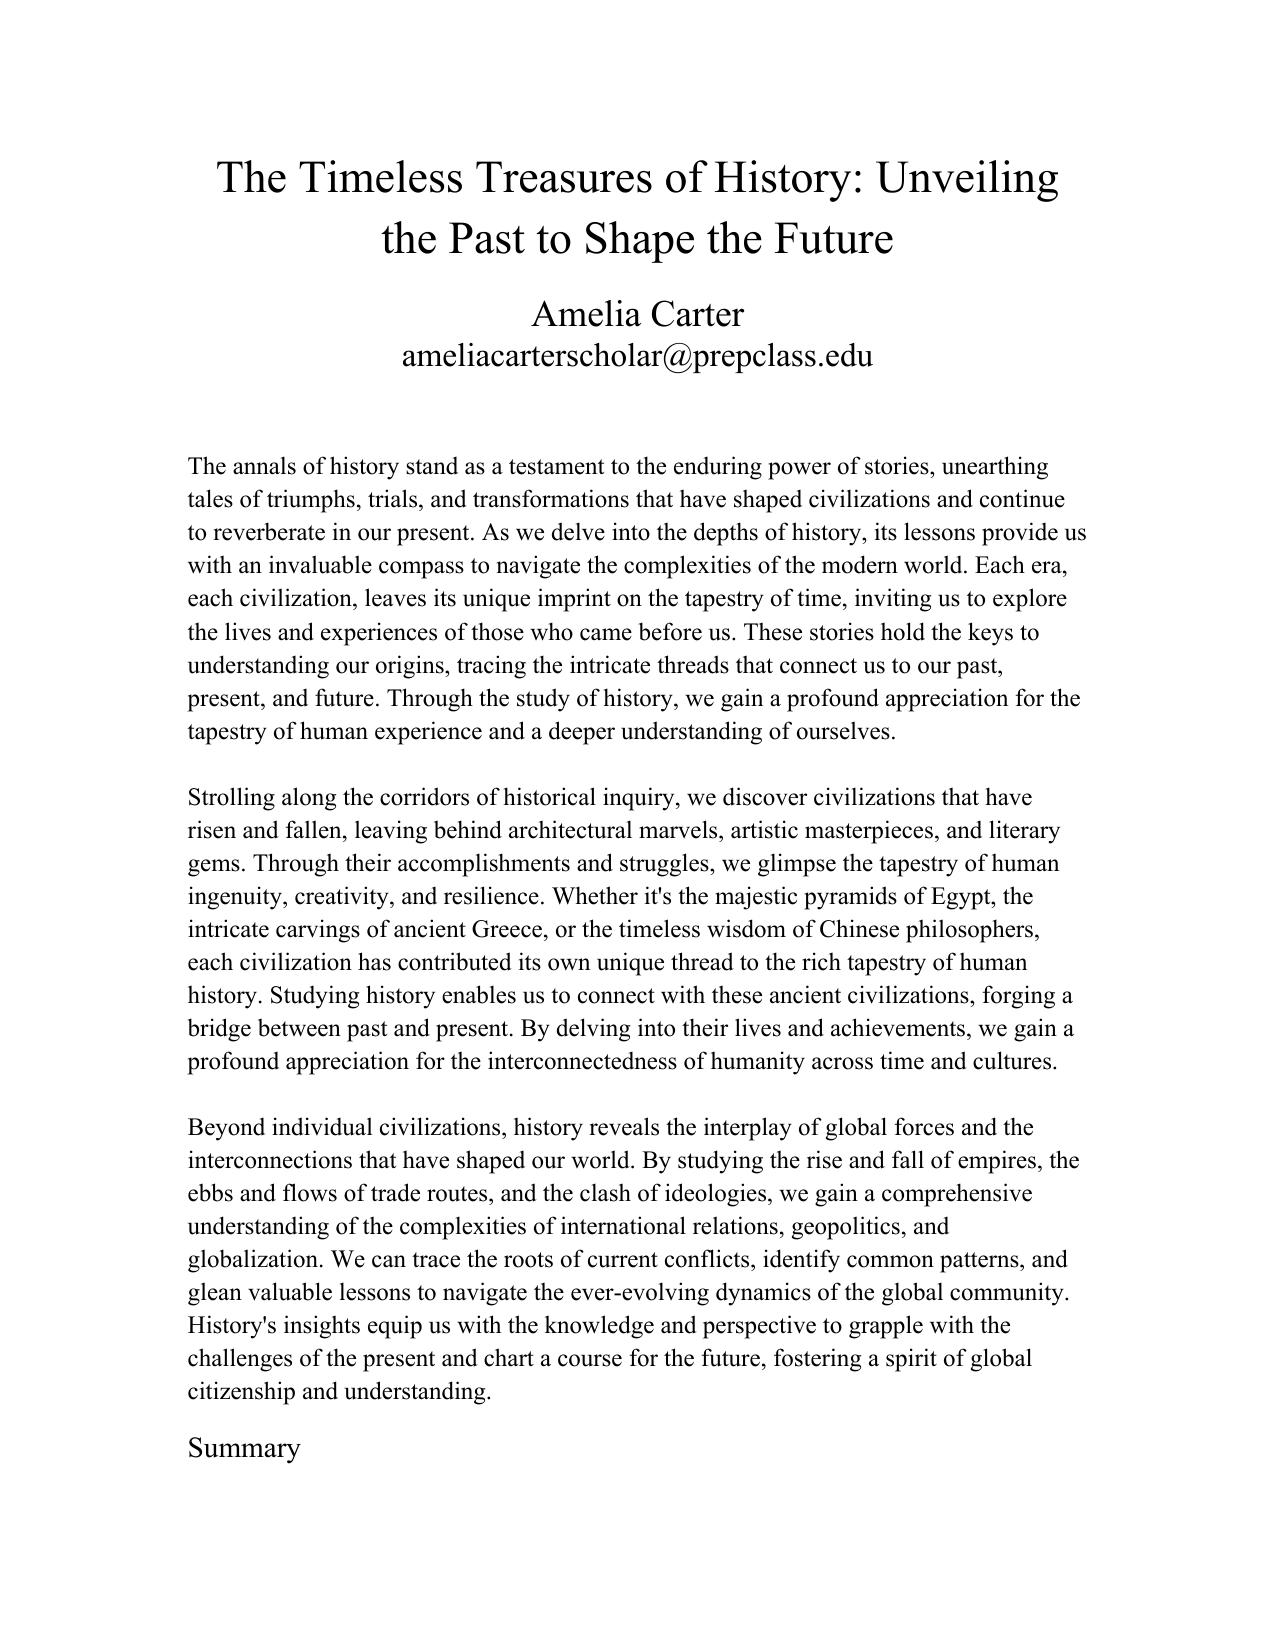 The Timeless Treasures of History: Unveiling
the Past to Shape the Future
Amelia Carter
ameliacarterscholar@prepclass.edu
The annals of history stand as a testament to the enduring power of stories, unearthing
tales of triumphs, trials, and transformations that have shaped civilizations and continue
to reverberate in our present. As we delve into the depths of history, its lessons provide us
with an invaluable compass to navigate the complexities of the modern world. Each era,
each civilization, leaves its unique imprint on the tapestry of time, inviting us to explore
the lives and experiences of those who came before us. These stories hold the keys to
understanding our origins, tracing the intricate threads that connect us to our past,
present, and future. Through the study of history, we gain a profound appreciation for the
tapestry of human experience and a deeper understanding of ourselves.
Strolling along the corridors of historical inquiry, we discover civilizations that have
risen and fallen, leaving behind architectural marvels, artistic masterpieces, and literary
gems. Through their accomplishments and struggles, we glimpse the tapestry of human
ingenuity, creativity, and resilience. Whether it's the majestic pyramids of Egypt, the
intricate carvings of ancient Greece, or the timeless wisdom of Chinese philosophers,
each civilization has contributed its own unique thread to the rich tapestry of human
history. Studying history enables us to connect with these ancient civilizations, forging a
bridge between past and present. By delving into their lives and achievements, we gain a
profound appreciation for the interconnectedness of humanity across time and cultures.
Beyond individual civilizations, history reveals the interplay of global forces and the
interconnections that have shaped our world. By studying the rise and fall of empires, the
ebbs and flows of trade routes, and the clash of ideologies, we gain a comprehensive
understanding of the complexities of international relations, geopolitics, and
globalization. We can trace the roots of current conflicts, identify common patterns, and
glean valuable lessons to navigate the ever-evolving dynamics of the global community.
History's insights equip us with the knowledge and perspective to grapple with the
challenges of the present and chart a course for the future, fostering a spirit of global
citizenship and understanding.
Summary